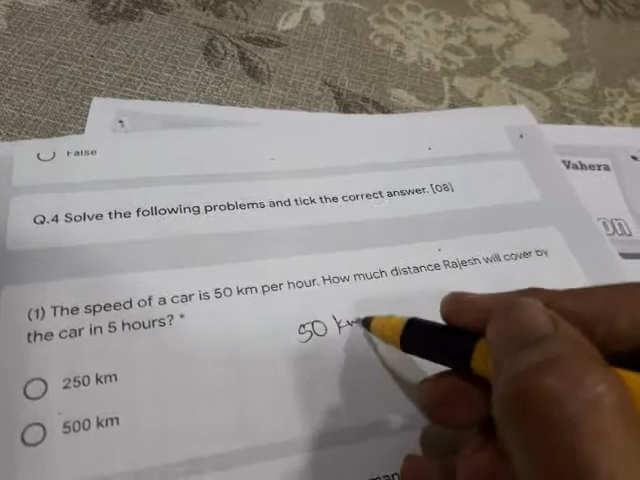 False
Q.4 Solve the following problems and tick the correct answer. [08]
Vahera
on
(1) The speed of a car is 50 km per hour. How much distance Rajesh will cover by
the car in 5 hours? *
50 km
250 km
500 km